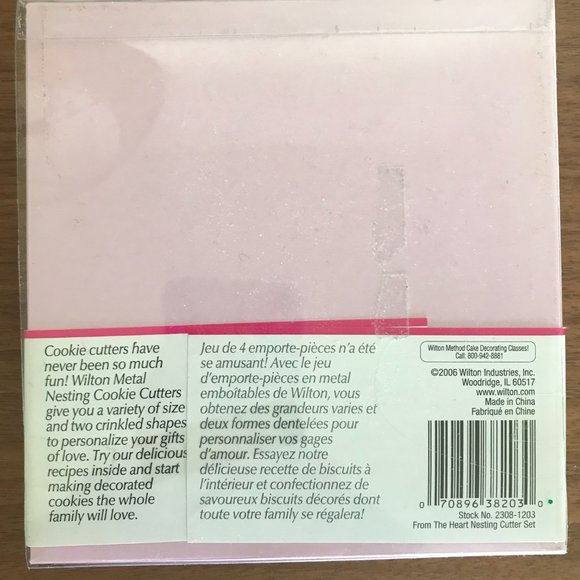 Cookie cutters have
never been so much
fun! Wilton Metal
Nesting Cookie Cutters
give you a variety of size
and two crinkled shapes
to personalize your gifts
of love. Try our delicious
recipes inside and start
making decorated
cookies the whole
family will love.
Jeu de 4 emporte-pièces n'a été
se amusant! Avec le jeu
d'emporte-pièces en metal
emboîtables de Wilton, vous
obtenez des grandeurs varies et
deux formes dentelées pour
personnaliser vos gages
d'amour. Essayez notre
délicieuse recette de biscuits à
l'intérieur et confectionnez de
savoureux biscuits décorés dont
toute votre family se régalera!
Wilton Method Cake Decorating Classes!
Call: 800-942-8881
©2006 Wilton Industries, Inc.
Woodridge, IL 60517
www.wilton.com
Made in China
Fabriqué en Chine
0 70896 38203 0
Stock No. 2308-1203
From The Heart Nesting Cutter Set